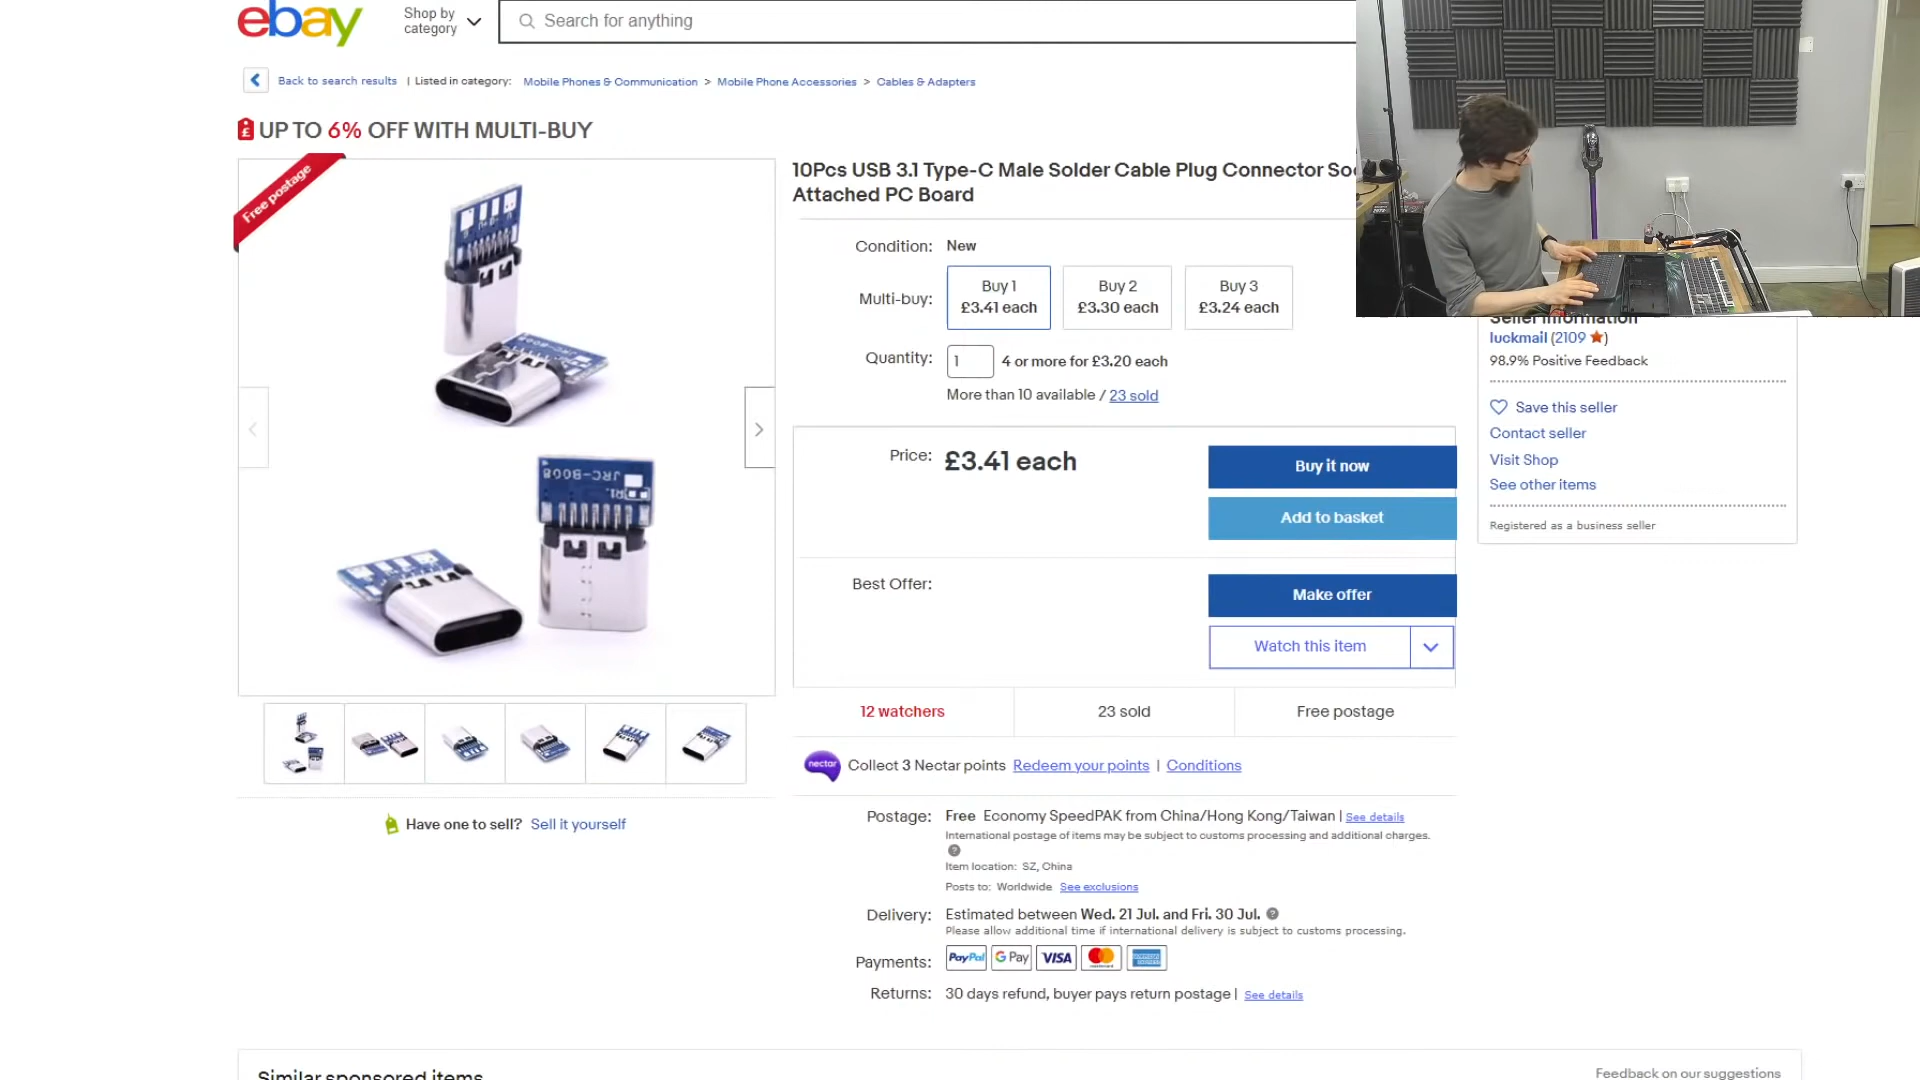 ebay
Shop by
category
Search for anything
Back to search results | Listed in category: Mobile Phones & Communication > Mobile Phone Accessories > Cables & Adapters
UP TO 6% OFF WITH MULTI-BUY
Free postage
10Pcs USB 3.1 Type-C Male Solder Cable Plug Connector
Attached PC Board
Condition: New
Multi-buy:
Buy 1
£3.41 each
Buy 2
£3.30 each
Buy 3
£3.24 each
Quantity: 1 4 or more for £3.20 each
More than 10 available / 23 sold
Price: £3.41 each
Buy it now
Add to basket
Best Offer:
Make offer
Watch this item
12 watchers
23 sold
Free postage
nectar Collect 3 Nectar points Redeem your points | Conditions
Postage: Free Economy SpeedPAK from China/Hong Kong/Taiwan | See details
International postage of items may be subject to customs processing and additional charges.
?
Item location: SZ, China
Posts to: Worldwide See exclusions
Delivery: Estimated between Wed. 21 Jul. and Fri. 30 Jul. ?
Please allow additional time if international delivery is subject to customs processing.
Payments: PayPal G Pay VISA
Returns: 30 days refund, buyer pays return postage | See details
JRC-B008
JRC-B008
R1
Have one to sell? Sell it yourself
Seller information
luckmail (2109)
98.9% Positive Feedback
Save this seller
Contact seller
Visit Shop
See other items
Registered as a business seller
Similar sponsored items
Feedback on our suggestions